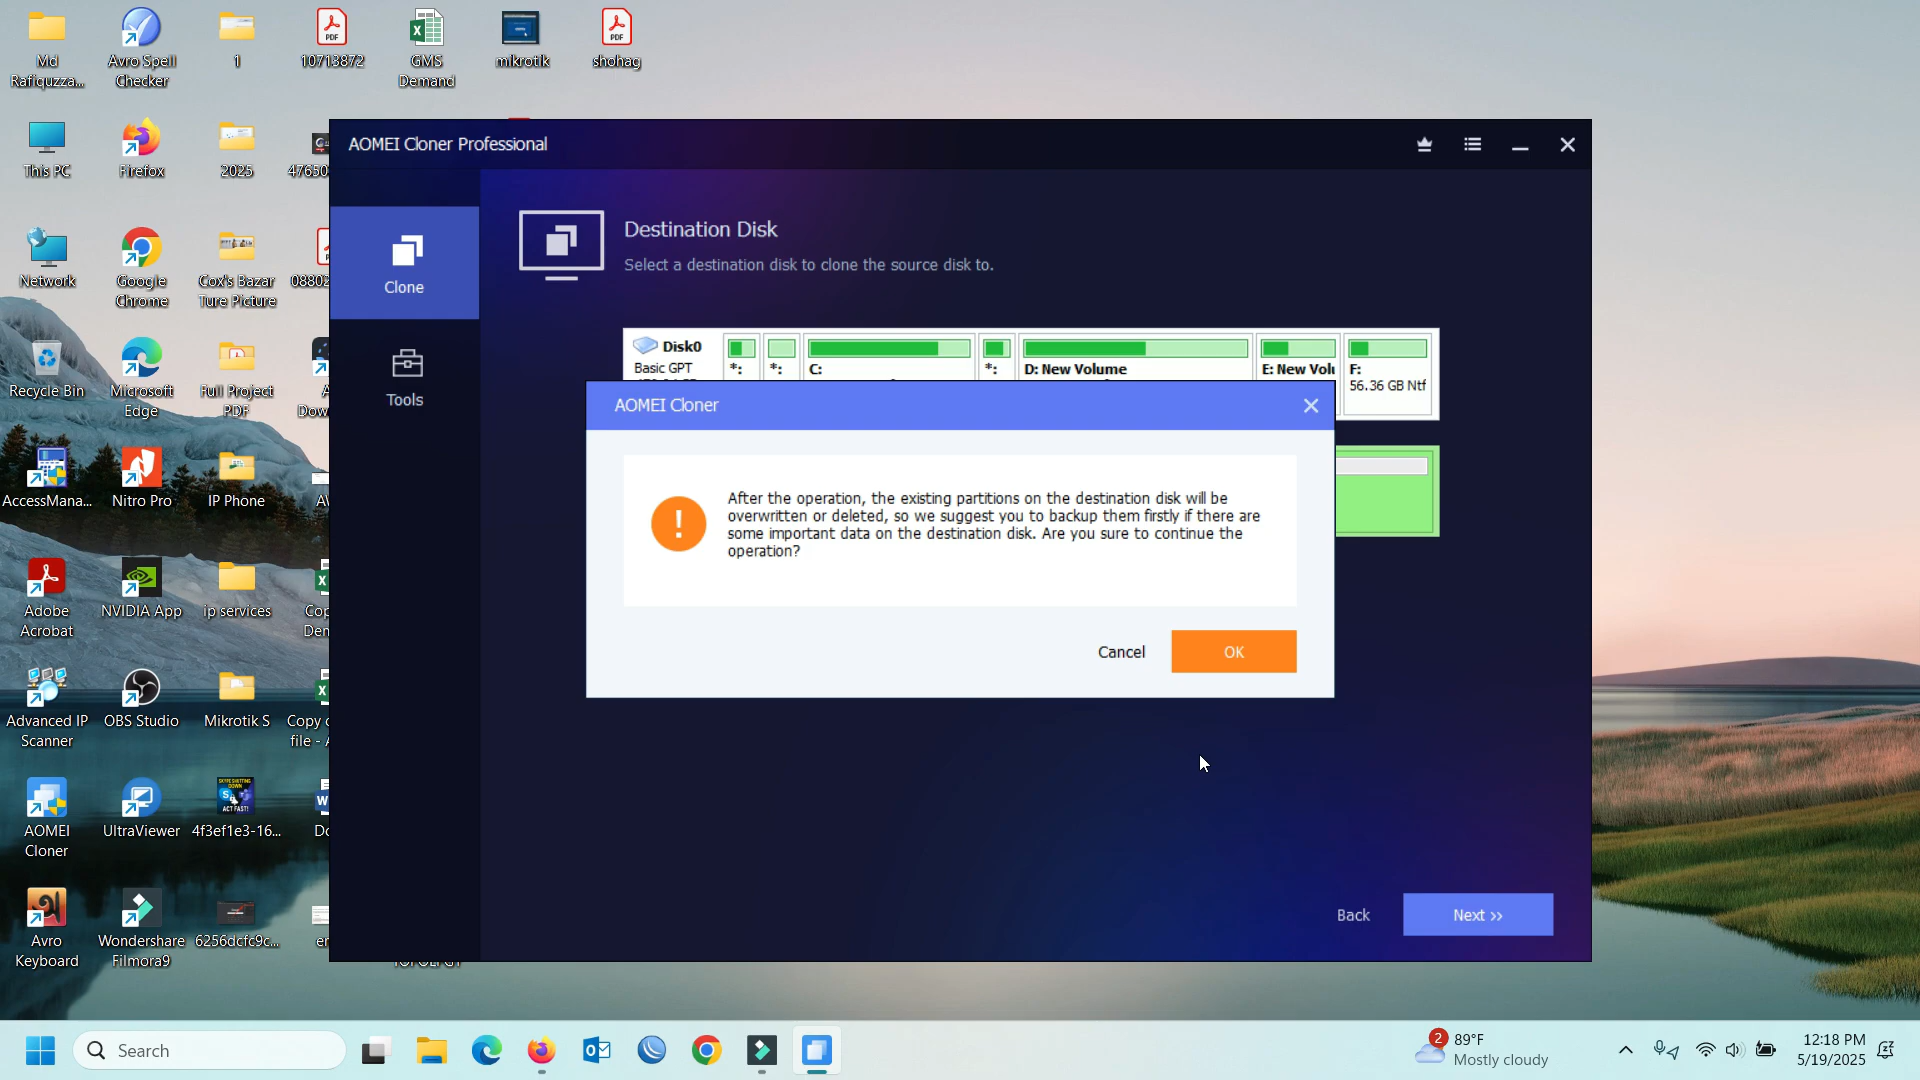 Md
Rafiquzza...
Avro Spell
Checker
1
10713872
GMS
Demand
mikrotik
shohag
This PC
Firefox
2025
47650
Network
Google
Chrome
Cox's Bazar
Ture Picture
0880
Recycle Bin
Microsoft
Edge
Full Project
PDF
AccessMana...
Nitro Pro
IP Phone
Adobe
Acrobat
NVIDIA App
ip services
Cop
Den
Advanced IP
Scanner
OBS Studio
Mikrotik S
Copy
file -
AOMEI
Cloner
UltraViewer
4f3ef1e3-16...
Avro
Keyboard
Wondershare
Filmora9
6256dcfc9c...
AOMEI Cloner Professional
Clone
Tools
Destination Disk
Select a destination disk to clone the source disk to.
Disk0
Basic GPT
*:
*:
C:
*:
D: New Volume
E: New Volu
F:
56.36 GB Ntf
AOMEI Cloner
After the operation, the existing partitions on the destination disk will be
overwritten or deleted, so we suggest you to backup them firstly if there are
some important data on the destination disk. Are you sure to continue the
operation?
Cancel
OK
Back
Next >>
Search
2
89°F
Mostly cloudy
12:18 PM
5/19/2025